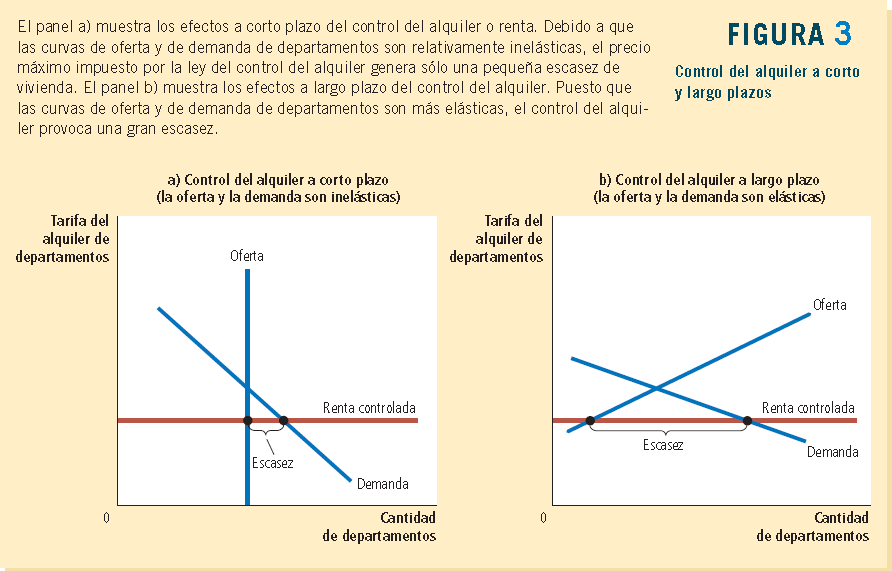 El panel a) muestra los efectos a corto plazo del control del alquiler o renta. Debido a que
las curvas de oferta y de demanda de departamentos son relativamente inelásticas, el precio
máximo impuesto por la ley del control del alquiler genera sólo una pequeña escasez de
vivienda. El panel b) muestra los efectos a largo plazo del control del alquiler. Puesto que
las curvas de oferta y de demanda de departamentos son más elásticas, el control del alqui-
ler provoca una gran escasez.
FIGURA 3
Control del alquiler a corto
y largo plazos
a) Control del alquiler a corto plazo
(la oferta y la demanda son inelásticas)
Tarifa del
alquiler de
departamentos
Oferta
Renta controlada
Escasez
Demanda
0
Cantidad
de departamentos
b) Control del alquiler a largo plazo
(la oferta y la demanda son elásticas)
Tarifa del
alquiler de
departamentos
Oferta
Renta controlada
Escasez
Demanda
0
Cantidad
de departamentos